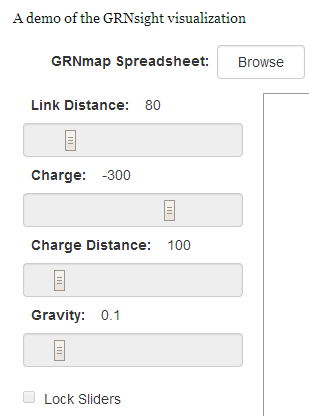 A demo of the GRNsight visualization
GRNmap Spreadsheet: Browse
Link Distance: 80
Charge: -300
Charge Distance: 100
Gravity: 0.1
Lock Sliders